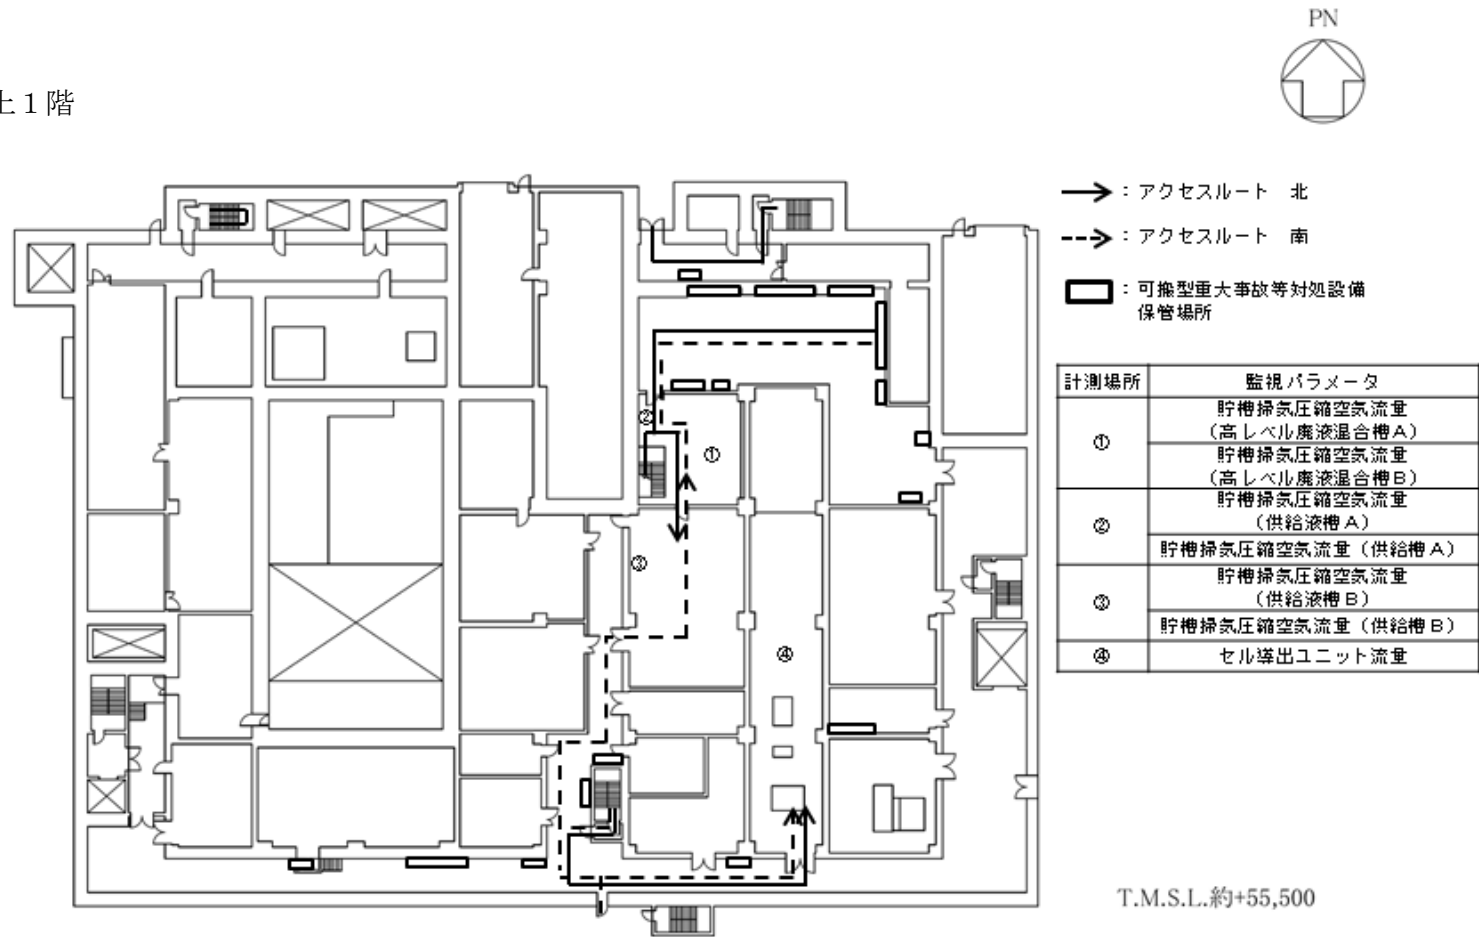 PN
上１階
：アクセスルート　北
：アクセスルート　南
：可搬型重大事故等対処設備
保管場所
計測場所 監視パラメータ
① 貯槽掃気圧縮空気流量
（高レベル廃液混合槽Ａ）
貯槽掃気圧縮空気流量
（高レベル廃液混合槽Ｂ）
② 貯槽掃気圧縮空気流量
（供給液槽Ａ）
貯槽掃気圧縮空気流量（供給槽Ａ）
③ 貯槽掃気圧縮空気流量
（供給液槽Ｂ）
貯槽掃気圧縮空気流量（供給槽Ｂ）
④ セル導出ユニット流量
②
①
③
④
T.M.S.L.約+55,500